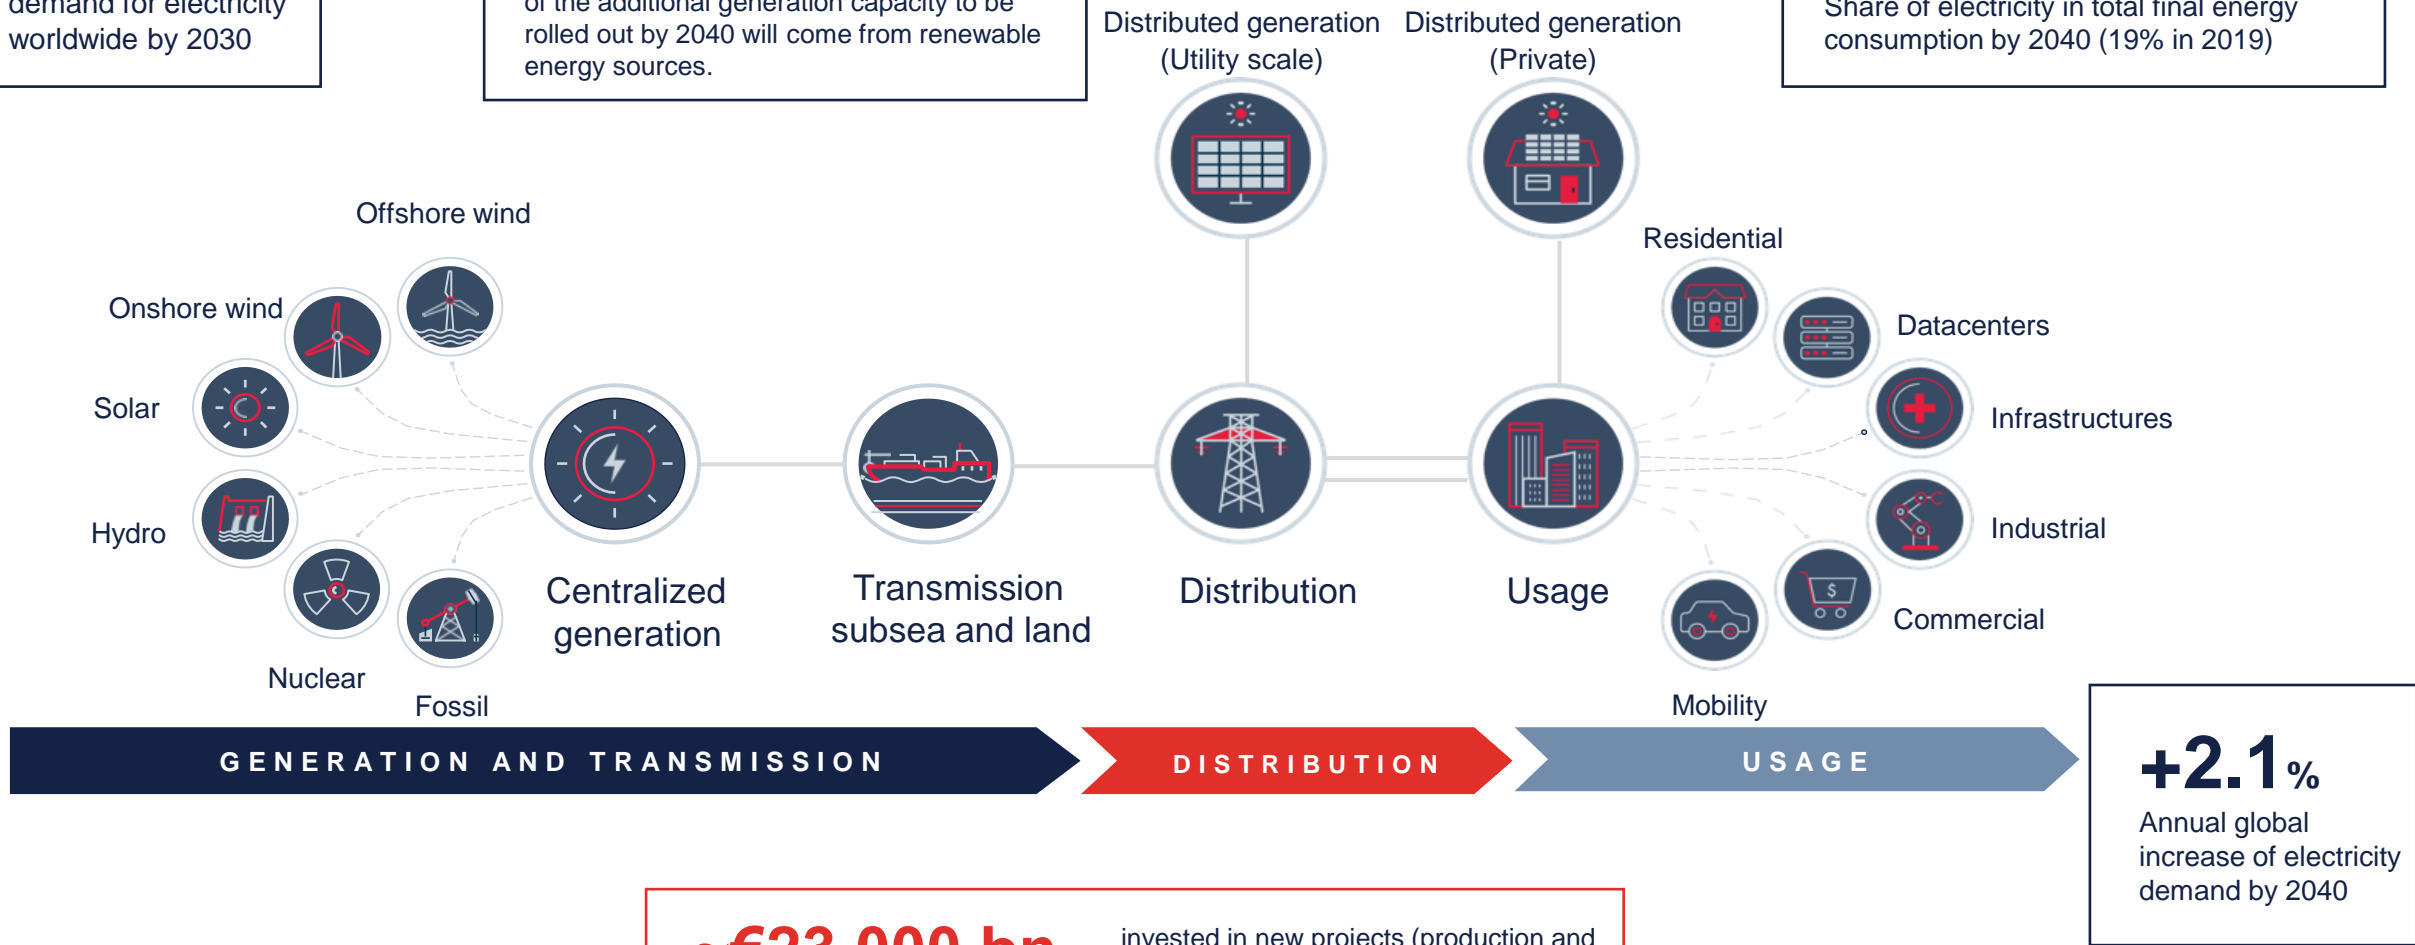 demand for electricity
worldwide by 2030
of the additional generation capacity to be
rolled out by 2040 will come from renewable
energy sources.
Distributed generation
(Utility scale)
Distributed generation
(Private)
Share of electricity in total final energy
consumption by 2040 (19% in 2019)
Offshore wind
Onshore wind
Solar
Hydro
Nuclear
Fossil
Centralized
generation
Transmission
subsea and land
Distribution
Usage
Residential
Datacenters
Infrastructures
Industrial
Commercial
Mobility
GENERATION AND TRANSMISSION
DISTRIBUTION
USAGE
+2.1%
Annual global
increase of electricity
demand by 2040
~€23,000 bn
invested in new projects (production and